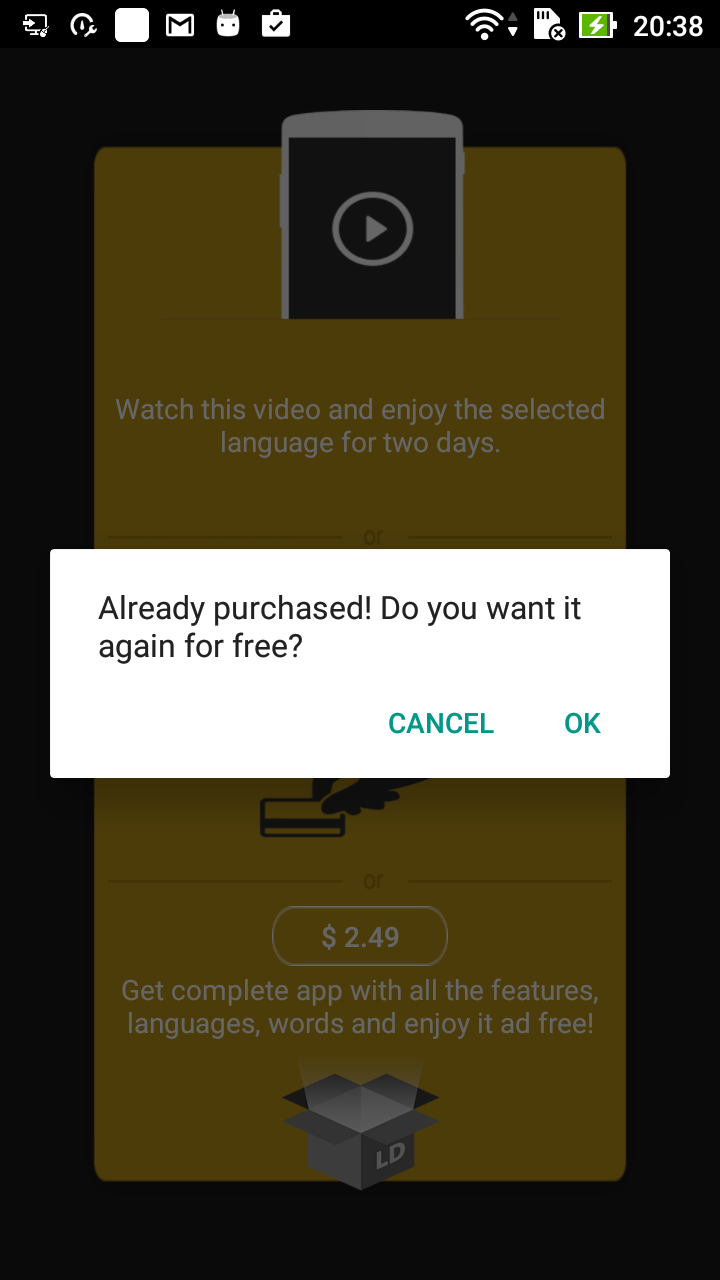 20:38
Watch this video and enjoy the selected
language for two days.
or
Already purchased! Do you want it
again for free?
CANCEL
OK
or
$ 2.49
Get complete app with all the features,
languages, words and enjoy it ad free!
LD